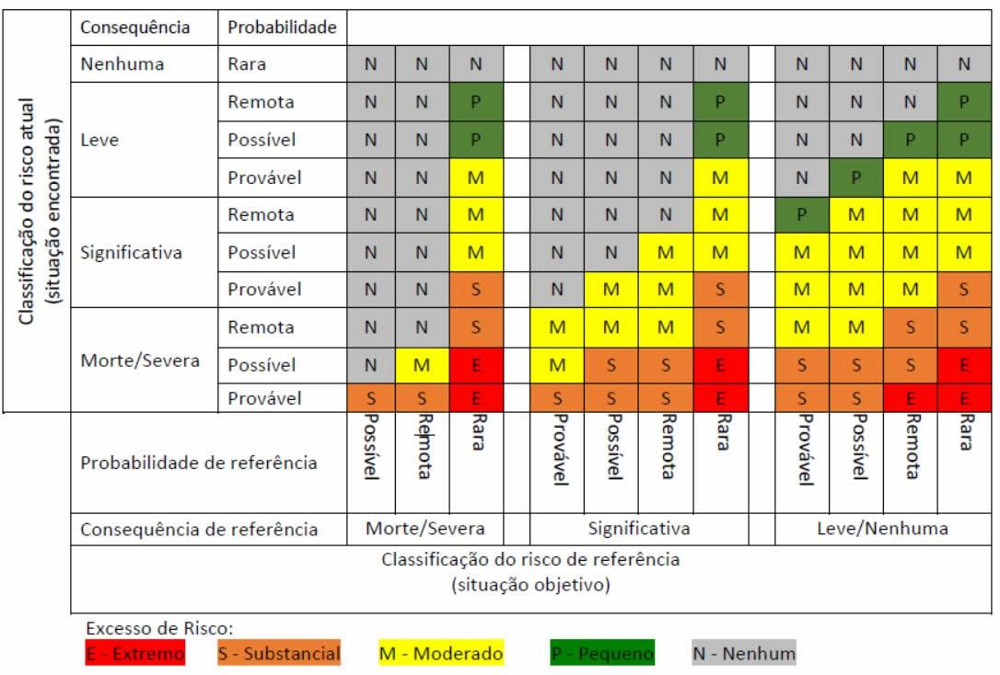 Consequência Probabilidade
Classificação do risco atual
(situação encontrada)
Nenhuma Rara N N N N N N N N N N N
Leve
Remota N N P N N N P N N N P
Possível N N P N N N P N N P P
Provável N N M N N N M N P M M
Significativa
Remota N N M N N N M P M M M
Possível N N M N N M M M M M M
Provável N N S N M M S M M M S
Morte/Severa
Remota N N S M M M S M M S S
Possível N M E M S S E S S S E
Provável S S E S S S E S S E E
Probabilidade de referência Possível Remota Rara Provável Possível Remota Rara Provável Possível Remota Rara
Consequência de referência Morte/Severa Significativa Leve/Nenhuma
Classificação do risco de referência
(situação objetivo)
Excesso de Risco:
E - Extremo S - Substancial M - Moderado P - Pequeno N - Nenhum